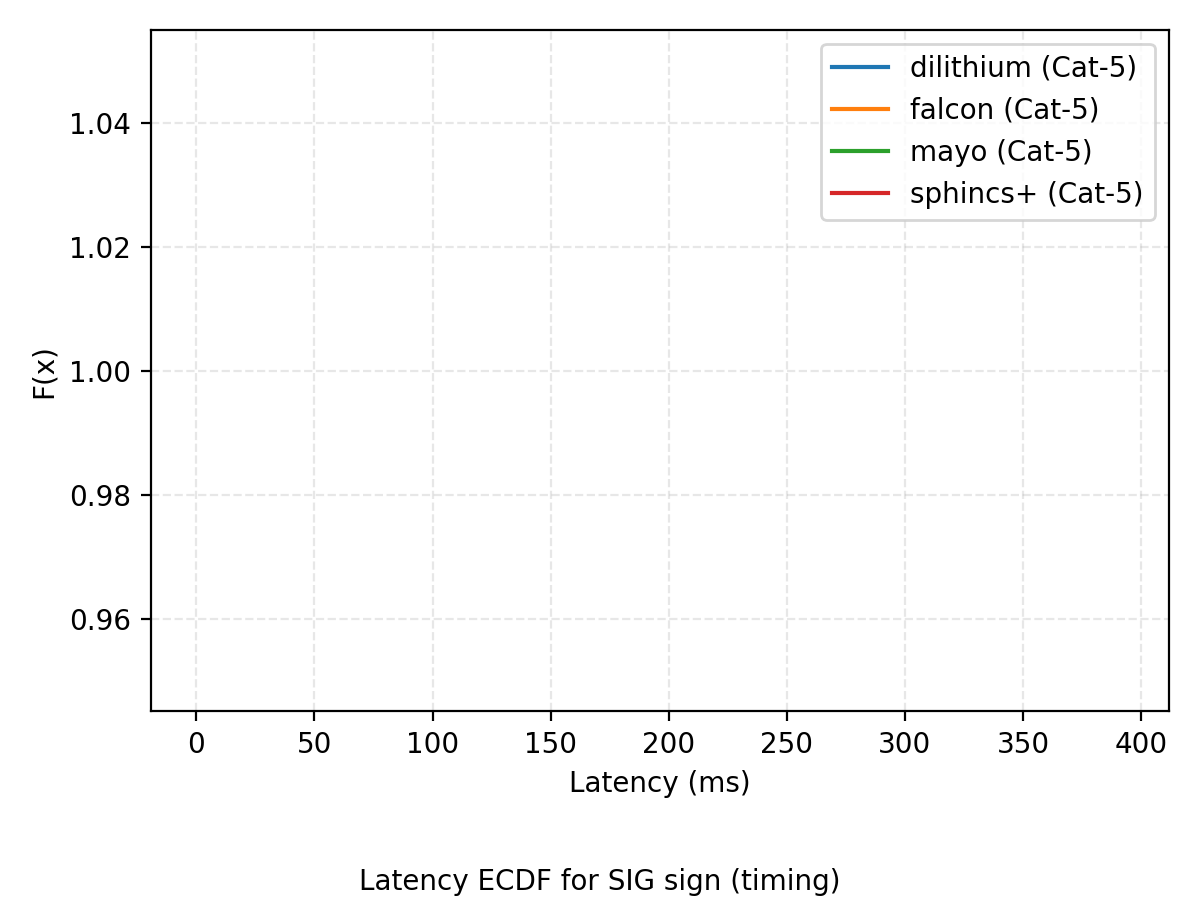 dilithium (Cat-5)
falcon (Cat-5)
mayo (Cat-5)
sphincs+ (Cat-5)
1.04
1.02
1.00
0.98
0.96
F(x)
0 50 100 150 200 250 300 350 400
Latency (ms)
Latency ECDF for SIG sign (timing)